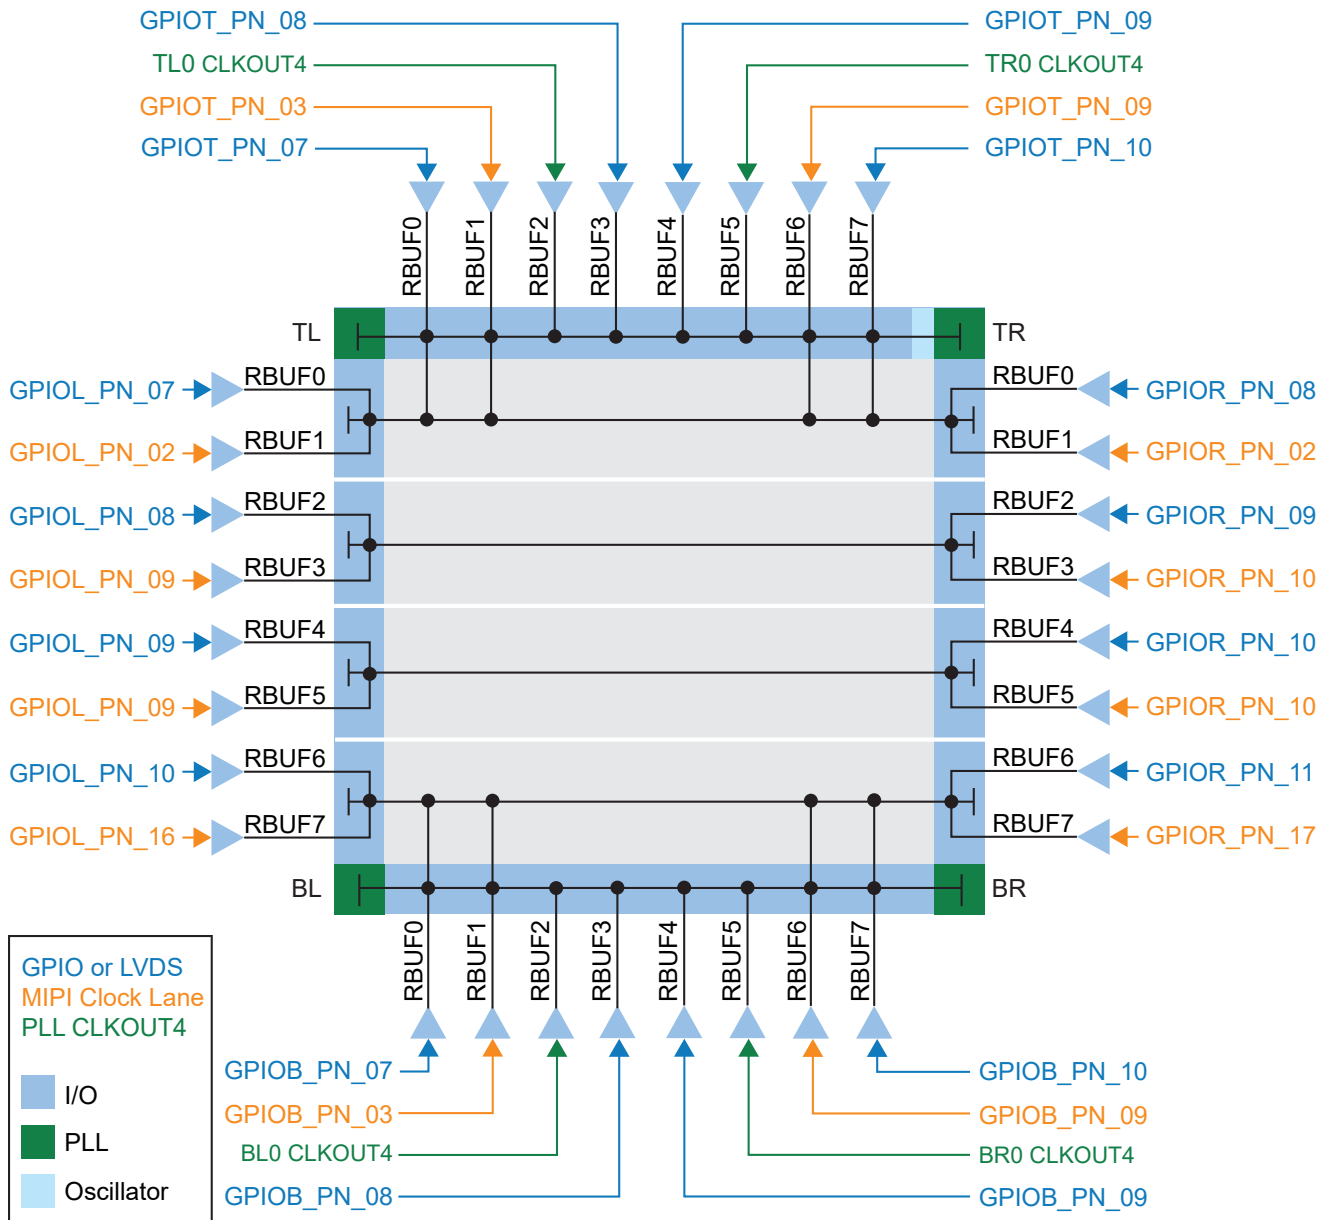 GPIOT_PN_08
GPIOT_PN_09
TL0 CLKOUT4
TR0 CLKOUT4
GPIOT_PN_03
GPIOT_PN_09
GPIOT_PN_07
GPIOT_PN_10
RBUF0
RBUF1
RBUF2
RBUF3
RBUF4
RBUF5
RBUF6
RBUF7
TL
TR
GPIOL_PN_07
RBUF0
RBUF0
GPIOR_PN_08
GPIOL_PN_02
RBUF1
RBUF1
GPIOR_PN_02
GPIOL_PN_08
RBUF2
RBUF2
GPIOR_PN_09
GPIOL_PN_09
RBUF3
RBUF3
GPIOR_PN_10
GPIOL_PN_09
RBUF4
RBUF4
GPIOR_PN_10
GPIOL_PN_09
RBUF5
RBUF5
GPIOR_PN_10
GPIOL_PN_10
RBUF6
RBUF6
GPIOR_PN_11
GPIOL_PN_16
RBUF7
RBUF7
GPIOR_PN_17
BL
BR
RBUF0
RBUF1
RBUF2
RBUF3
RBUF4
RBUF5
RBUF6
RBUF7
GPIOB_PN_07
GPIOB_PN_10
GPIOB_PN_03
GPIOB_PN_09
BL0 CLKOUT4
BR0 CLKOUT4
GPIOB_PN_08
GPIOB_PN_09
GPIO or LVDS
MIPI Clock Lane
PLL CLKOUT4
I/O
PLL
Oscillator